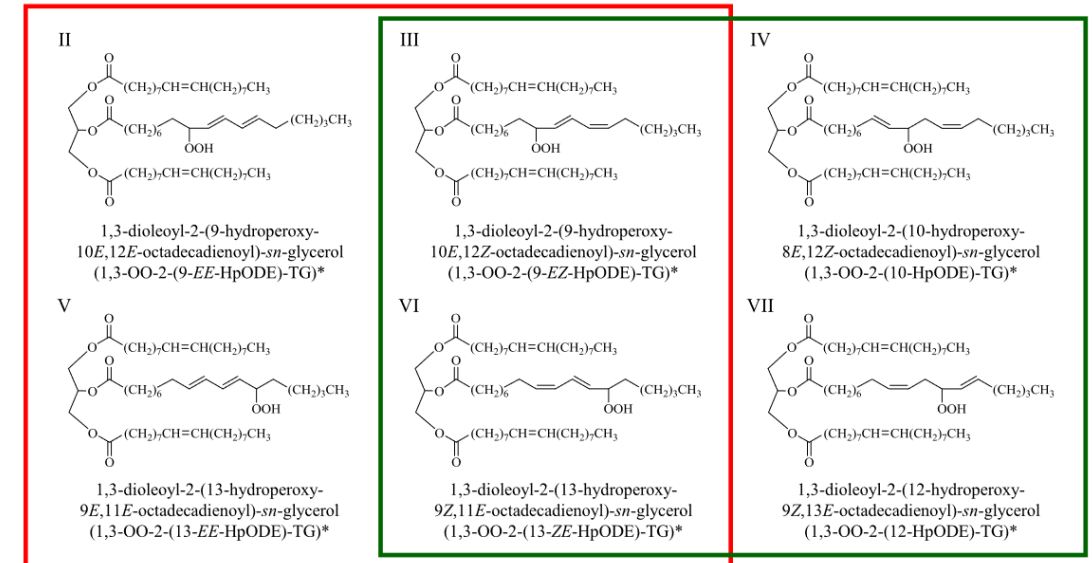 II
III
IV
O
O
O
O
(CH2)7CH=CH(CH2)7CH3
O
(CH2)7CH=CH(CH2)7CH3
O
(CH2)7CH=CH(CH2)7CH3
O
O
O
O
(CH2)6
(CH2)3CH3
O
(CH2)6
(CH2)3CH3
O
(CH2)6
(CH2)3CH3
OOH
OOH
OOH
O
(CH2)7CH=CH(CH2)7CH3
O
(CH2)7CH=CH(CH2)7CH3
O
(CH2)7CH=CH(CH2)7CH3
O
O
O
1,3-dioleoyl-2-(9-hydroperoxy-
10E,12E-octadecadienoyl)-sn-glycerol
(1,3-OO-2-(9-EE-HpODE)-TG)*
1,3-dioleoyl-2-(9-hydroperoxy-
10E,12Z-octadecadienoyl)-sn-glycerol
(1,3-OO-2-(9-EZ-HpODE)-TG)*
1,3-dioleoyl-2-(10-hydroperoxy-
8E,12Z-octadecadienoyl)-sn-glycerol
(1,3-OO-2-(10-HpODE)-TG)*
V
VI
VII
O
O
O
O
(CH2)7CH=CH(CH2)7CH3
O
(CH2)7CH=CH(CH2)7CH3
O
(CH2)7CH=CH(CH2)7CH3
O
O
O
O
(CH2)6
(CH2)3CH3
O
(CH2)6
(CH2)3CH3
O
(CH2)6
(CH2)3CH3
OOH
OOH
OOH
O
(CH2)7CH=CH(CH2)7CH3
O
(CH2)7CH=CH(CH2)7CH3
O
(CH2)7CH=CH(CH2)7CH3
O
O
O
1,3-dioleoyl-2-(13-hydroperoxy-
9E,11E-octadecadienoyl)-sn-glycerol
(1,3-OO-2-(13-EE-HpODE)-TG)*
1,3-dioleoyl-2-(13-hydroperoxy-
9Z,11E-octadecadienoyl)-sn-glycerol
(1,3-OO-2-(13-ZE-HpODE)-TG)*
1,3-dioleoyl-2-(12-hydroperoxy-
9Z,13E-octadecadienoyl)-sn-glycerol
(1,3-OO-2-(12-HpODE)-TG)*